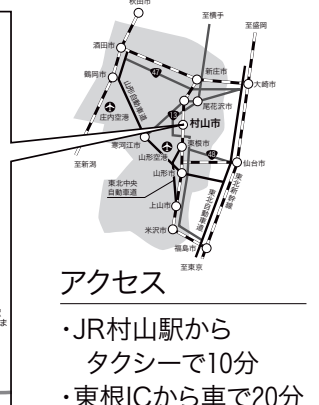 秋田市
至横手
至盛岡
酒田市
鶴岡市
47
新庄市
大崎市
山形自動車道
尾花沢市
庄内空港
13
村山市
寒河江市
東根市
至新潟
山形空港
48
仙台市
山形市
東北中央
自動車道
東北自動車道
東北新幹線
上山市
米沢市
福島市
至東京
アクセス
・JR村山駅から
タクシーで10分
・東根ICから車で20分